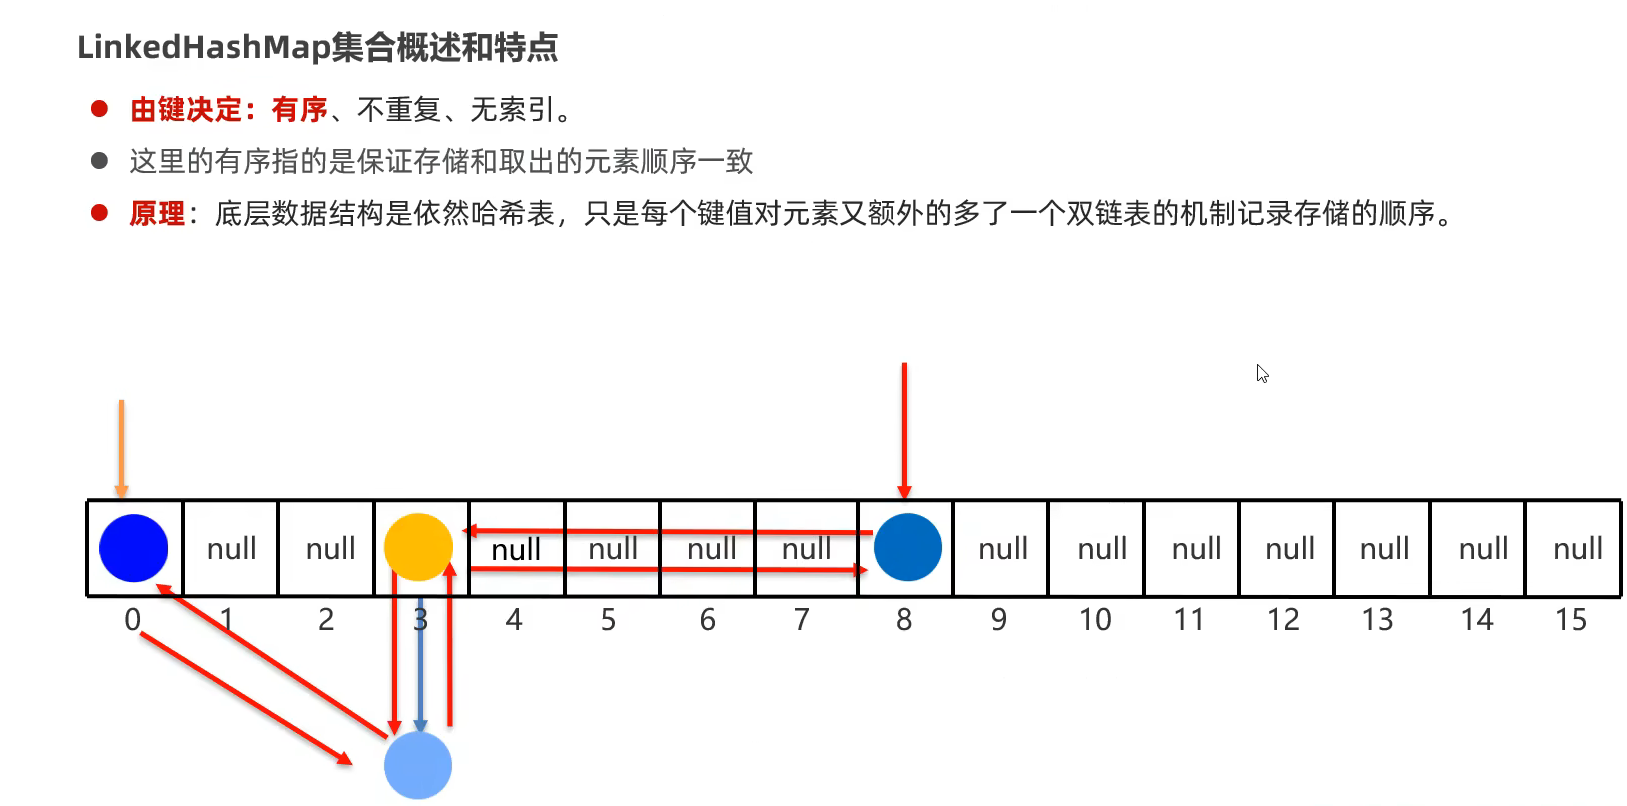 LinkedHashMap集合概述和特点
由键决定：有序、不重复、无索引。
这里的有序指的是保证存储和取出的元素顺序一致
原理：底层数据结构是依然哈希表，只是每个键值对元素又额外的多了一个双链表的机制记录存储的顺序。
null null null null null null null null null null null null null
0 1 2 3 4 5 6 7 8 9 10 11 12 13 14 15